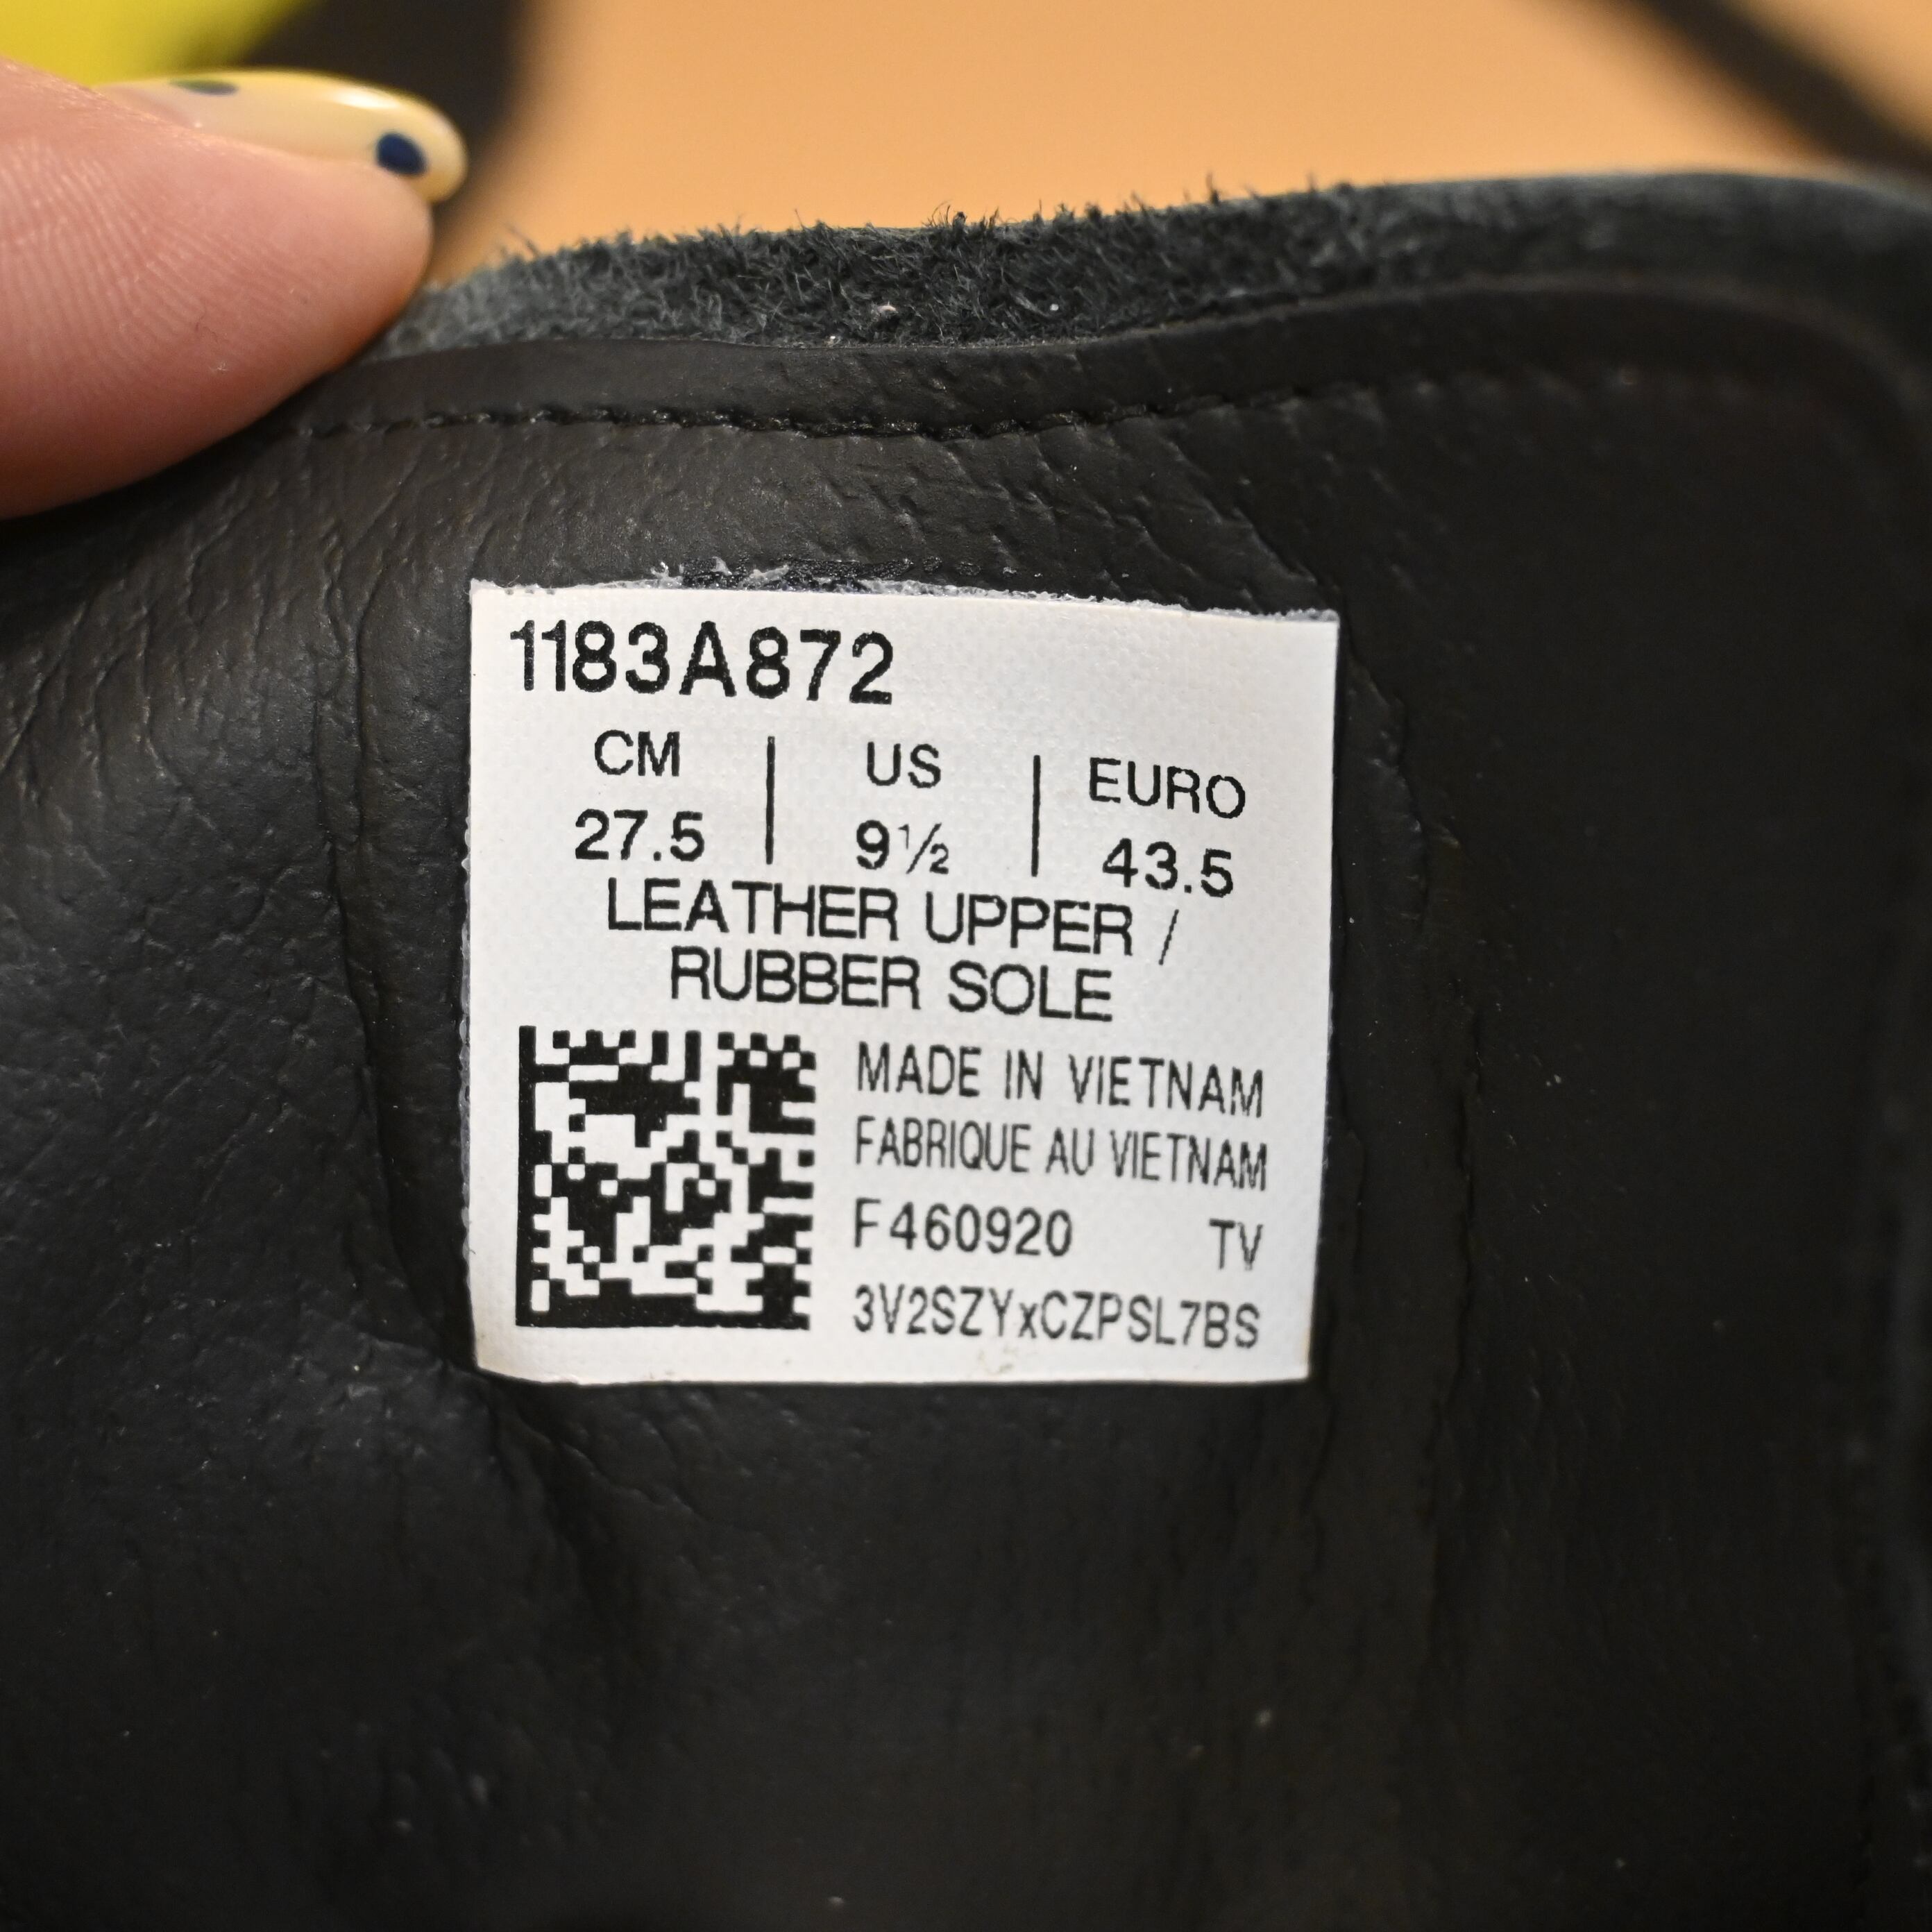 1183A872
CM | US | EURO
27.5 | 9½ | 43.5
LEATHER UPPER /
RUBBER SOLE
MADE IN VIETNAM
FABRIQUE AU VIETNAM
F460920 TV
3V2SZYxCZPSL7BS